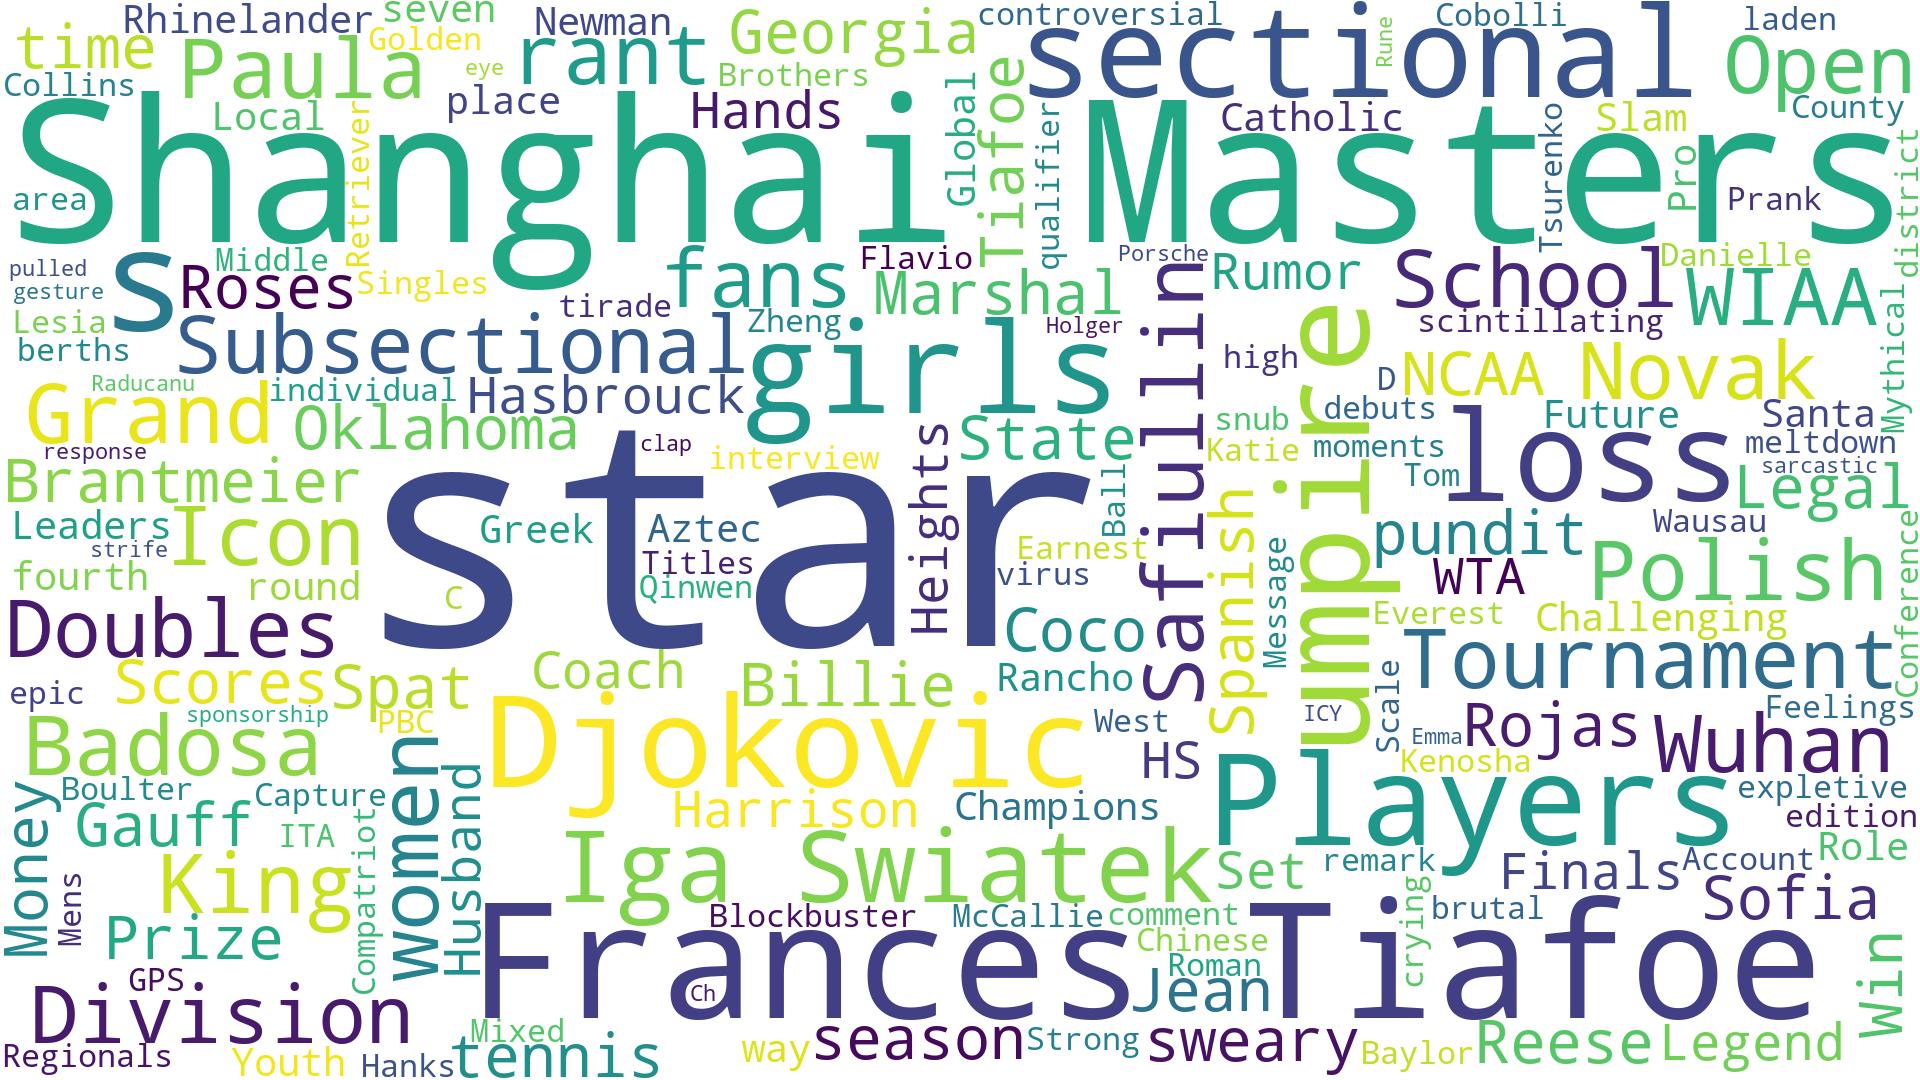 Rhinelander
seven
Newman
controversial
Cobolli
laden
time
Paula
Golden
rant
Georgia
sectional
Rune
Open
Collins
eye
Brothers
place
Hands
Global
Tiafoe
Local
Retriever
Shanghai
qualifier
Masters
Catholic
Tsurenko
Slam
County
Pro
Prank
district
area
pulled
gesture
s
Middle
Roses
Singles
fans
Flavio
Porsche
Rumor
School
Danielle
WIAA
tirade
Marshal
Safiullin
scintillating
Mythical
Lesia
berths
Subsectional
Zheng
Holger
girls
high
umpire
Raducanu
individual
Hasbrouck
D
NCAA
Novak
Grand
Oklahoma
clap
State
snub
debuts
Future
Santa
response
interview
Heights
Katie
moments
loss
meltdown
Brantmeier
star
Ball
Spanish
Tom
sarcastic
Legal
Leaders
Icon
Greek
Aztec
Earnest
Message
pundit
Wausau
strife
Titles
virus
WTA
Polish
Conference
fourth
round
C
Qinwen
Everest
Challenging
Doubles
Coco
Tournament
epic
Scores
Spat
Coach
Billie
Rancho
Scale
sponsorship
PBC
Djokovic
West
ICY
Emma
Rojas
Feelings
Badosa
women
Husband
HS
Kenosha
Wuhan
Boulter
Capture
Harrison
Champions
Players
expletive
Money
Gauff
ITA
Compatriot
edition
Mens
King
Iga Swiatek
Set
remark
Finals
Account
Role
Prize
Blockbuster
McCallie
comment
crying
brutal
Sofia
Frances Tiafoe
Chinese
Win
GPS
Ch
Roman
Jean
Division
Mixed
Regionals
Youth
Hanks
tennis
way
season
Strong
sweary
Baylor
Reese
Legend